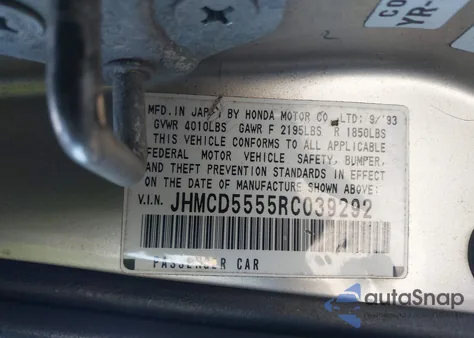 CO
YR-
MFD.IN JAPAN BY HONDA MOTOR CO., LTD: 9/'93
GVWR 4010LBS GAWR F 2195LBS R 1850LBS
THIS VEHICLE CONFORMS TO ALL APPLICABLE
FEDERAL MOTOR VEHICLE SAFETY, BUMPER,
AND THEFT PREVENTION STANDARDS IN EFFECT
ON THE DATE OF MANUFACTURE SHOWN ABOVE.
V.I.N. JHMCD5555RC039292
PASSENGER CAR
autoSnap